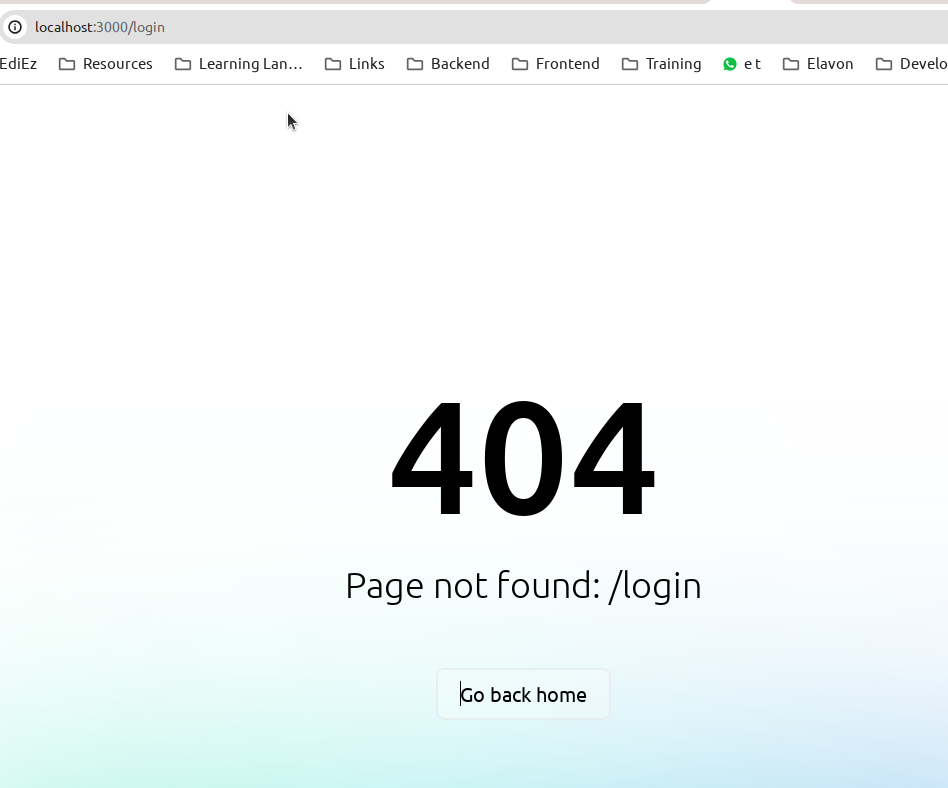 localhost:3000/login
EdiEz Resources Learning Lan... Links Backend Frontend Training e t Elavon Develo
404
Page not found: /login
Go back home